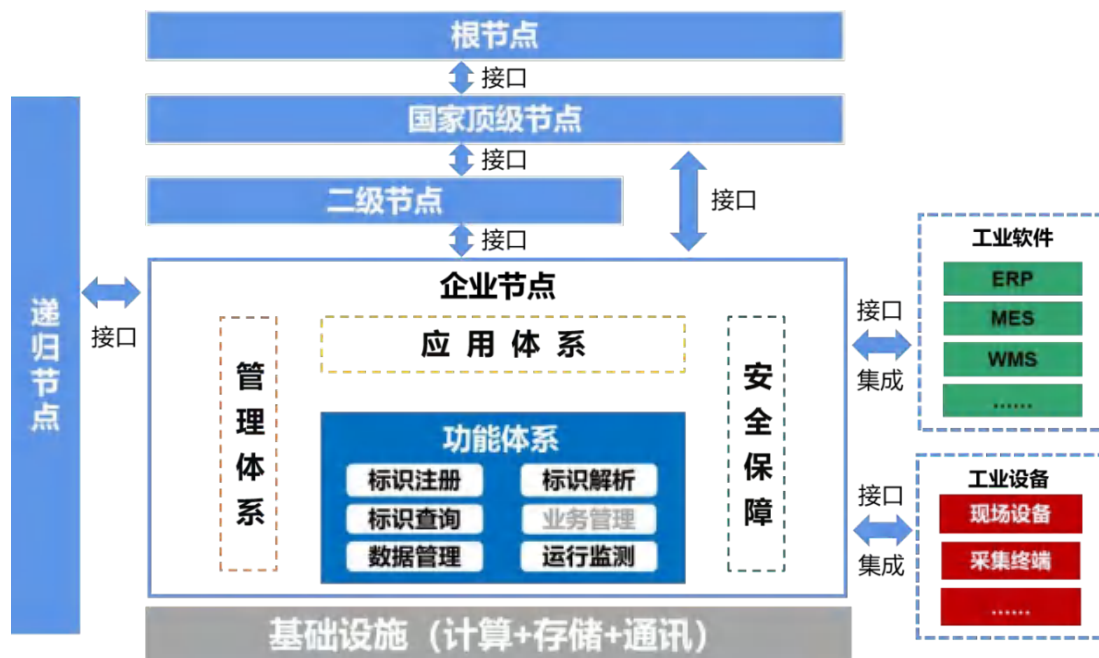 根节点
接口
国家顶级节点
接口
接口
二级节点
接口
递归节点
接口
企业节点
应用体系
管理体系
安全保障
功能体系
标识注册
标识解析
标识查询
业务管理
数据管理
运行监测
接口
集成
工业软件
ERP
MES
WMS
......
接口
集成
工业设备
现场设备
采集终端
......
基础设施（计算+存储+通讯）